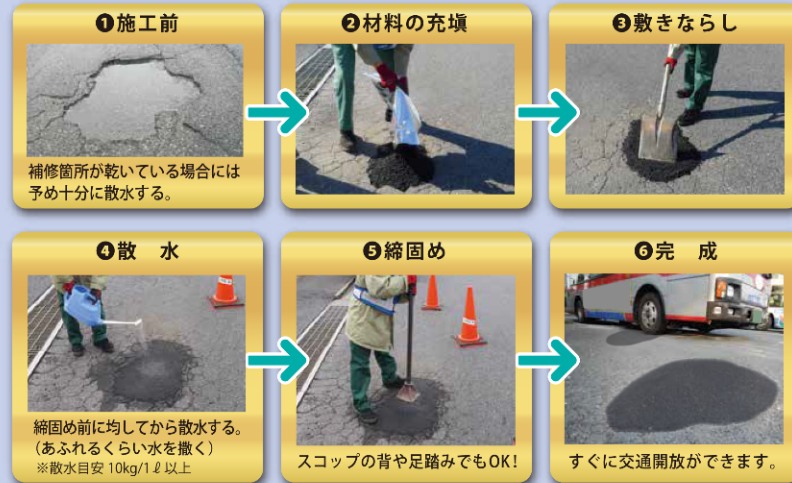 ❶施工前
補修箇所が乾いている場合には
予め十分に散水する。
❷材料の充塡
❸敷きならし
❹散 水
締固め前に均してから散水する。
(あふれるくらい水を撒く)
※散水目安 10kg/1ℓ以上
❺締固め
スコップの背や足踏みでもOK!
❻完 成
すぐに交通開放ができます。